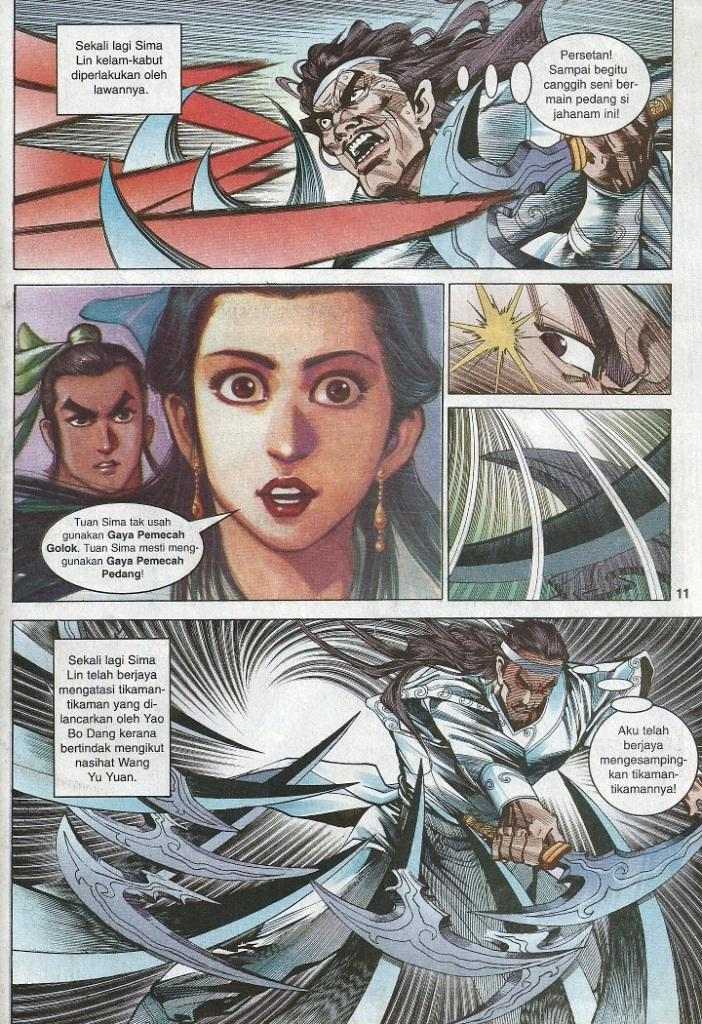 Sekali lagi Sima
Lin kelam-kabut
diperlakukan oleh
lawannya.
Persetan!
Sampai begitu
canggih seni ber-
main pedang si
jahanam ini!
Tuan Sima tak usah
gunakan Gaya Pemecah
Golok. Tuan Sima mesti meng-
gunakan Gaya Pemecah
Pedang!
11
Sekali lagi Sima
Lin telah berjaya
mengatasi tikaman-
tikaman yang di-
lancarkan oleh Yao
Bo Dang kerana
bertindak mengikut
nasihat Wang
Yu Yuan.
Aku telah
berjaya
mengesamping-
kan tikaman-
tikamannya!